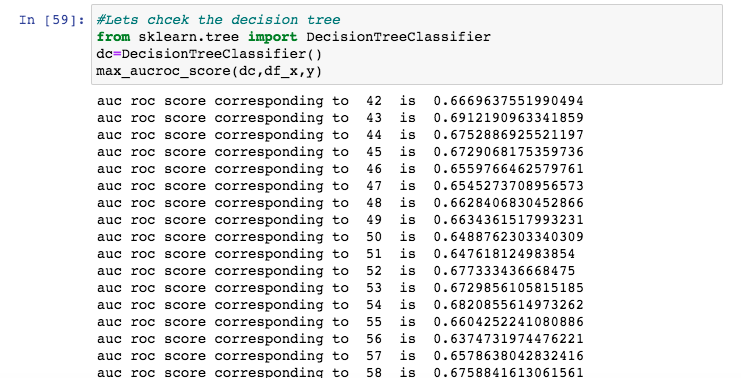 In [59]: #Lets chcek the decision tree
from sklearn.tree import DecisionTreeClassifier
dc=DecisionTreeClassifier()
max_aucroc_score(dc,df_x,y)
auc roc score corresponding to 42 is 0.6669637551990494
auc roc score corresponding to 43 is 0.6912190963341859
auc roc score corresponding to 44 is 0.6752886925521197
auc roc score corresponding to 45 is 0.6729068175359736
auc roc score corresponding to 46 is 0.6559766462579761
auc roc score corresponding to 47 is 0.6545273708956573
auc roc score corresponding to 48 is 0.6628406830452866
auc roc score corresponding to 49 is 0.6634361517993231
auc roc score corresponding to 50 is 0.6488762303340309
auc roc score corresponding to 51 is 0.647618124983854
auc roc score corresponding to 52 is 0.677333436668475
auc roc score corresponding to 53 is 0.6729856105815185
auc roc score corresponding to 54 is 0.6820855614973262
auc roc score corresponding to 55 is 0.6604252241080886
auc roc score corresponding to 56 is 0.6374731974476221
auc roc score corresponding to 57 is 0.6578638042832416
auc roc score corresponding to 58 is 0.6758841613061561